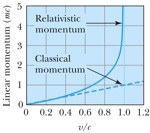 Linear momentum (mc)
5
4
3
2
1
0
Relativistic
momentum
Classical
momentum
0 0.2 0.4 0.6 0.8 1.0 1.2
v/c